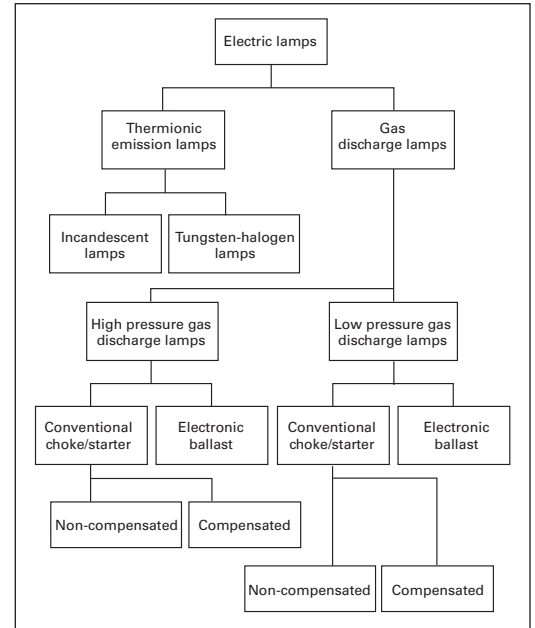 Electric lamps
Thermionic
emission lamps
Gas
discharge lamps
Incandescent
lamps
Tungsten-halogen
lamps
High pressure gas
discharge lamps
Low pressure gas
discharge lamps
Conventional
choke/starter
Electronic
ballast
Conventional
choke/starter
Electronic
ballast
Non-compensated
Compensated
Non-compensated
Compensated